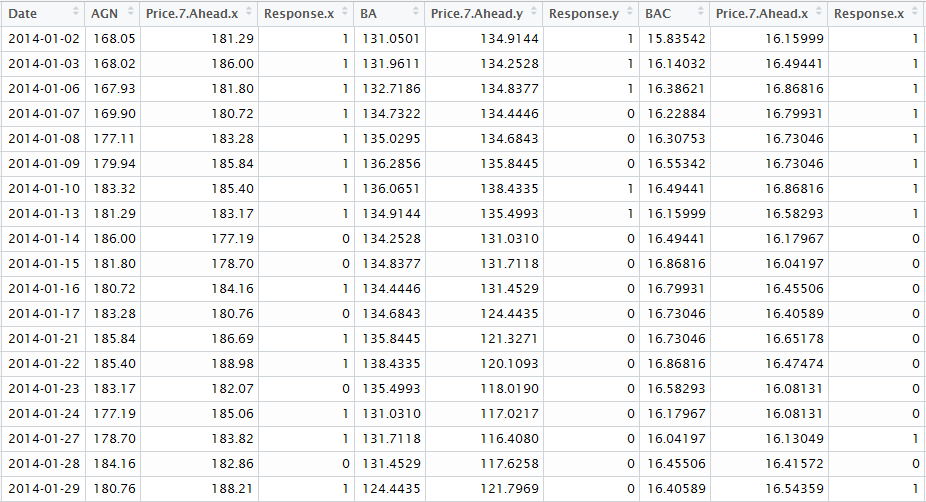 Date AGN Price.7.Ahead.x Response.x BA Price.7.Ahead.y Response.y BAC Price.7.Ahead.x Response.x
2014-01-02 168.05 181.29 1 131.0501 134.9144 1 15.83542 16.15999 1
2014-01-03 168.02 186.00 1 131.9611 134.2528 1 16.14032 16.49441 1
2014-01-06 167.93 181.80 1 132.7186 134.8377 1 16.38621 16.86816 1
2014-01-07 169.90 180.72 1 134.7322 134.4446 0 16.22884 16.79931 1
2014-01-08 177.11 183.28 1 135.0295 134.6843 0 16.30753 16.73046 1
2014-01-09 179.94 185.84 1 136.2856 135.8445 0 16.55342 16.73046 1
2014-01-10 183.32 185.40 1 136.0651 138.4335 1 16.49441 16.86816 1
2014-01-13 181.29 183.17 1 134.9144 135.4993 1 16.15999 16.58293 1
2014-01-14 186.00 177.19 0 134.2528 131.0310 0 16.49441 16.17967 0
2014-01-15 181.80 178.70 0 134.8377 131.7118 0 16.86816 16.04197 0
2014-01-16 180.72 184.16 1 134.4446 131.4529 0 16.79931 16.45506 0
2014-01-17 183.28 180.76 0 134.6843 124.4435 0 16.73046 16.40589 0
2014-01-21 185.84 186.69 1 135.8445 121.3271 0 16.73046 16.65178 0
2014-01-22 185.40 188.98 1 138.4335 120.1093 0 16.86816 16.47474 0
2014-01-23 183.17 182.07 0 135.4993 118.0190 0 16.58293 16.08131 0
2014-01-24 177.19 185.06 1 131.0310 117.0217 0 16.17967 16.08131 0
2014-01-27 178.70 183.82 1 131.7118 116.4080 0 16.04197 16.13049 1
2014-01-28 184.16 182.86 0 131.4529 117.6258 0 16.45506 16.41572 0
2014-01-29 180.76 188.21 1 124.4435 121.7969 0 16.40589 16.54359 1